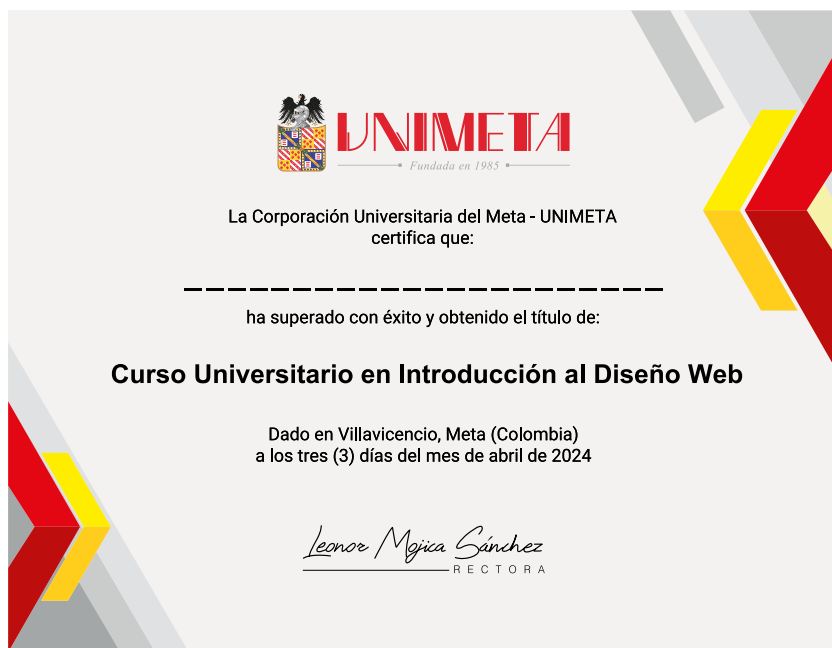 UNIMETA
Fundada en 1985
La Corporación Universitaria del Meta - UNIMETA
certifica que:
ha superado con éxito y obtenido el título de:
Curso Universitario en Introducción al Diseño Web
Dado en Villavicencio, Meta (Colombia)
a los tres (3) días del mes de abril de 2024
Leonor Mojica Sánchez
RECTORA